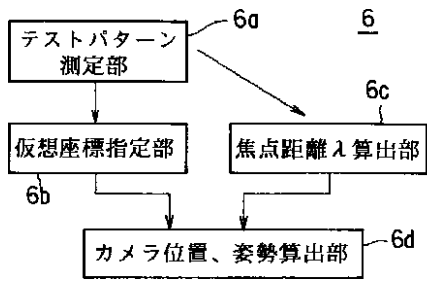 6a
6
テストパターン
測定部
6c
仮想座標指定部
焦点距離λ算出部
6b
カメラ位置、姿勢算出部
6d